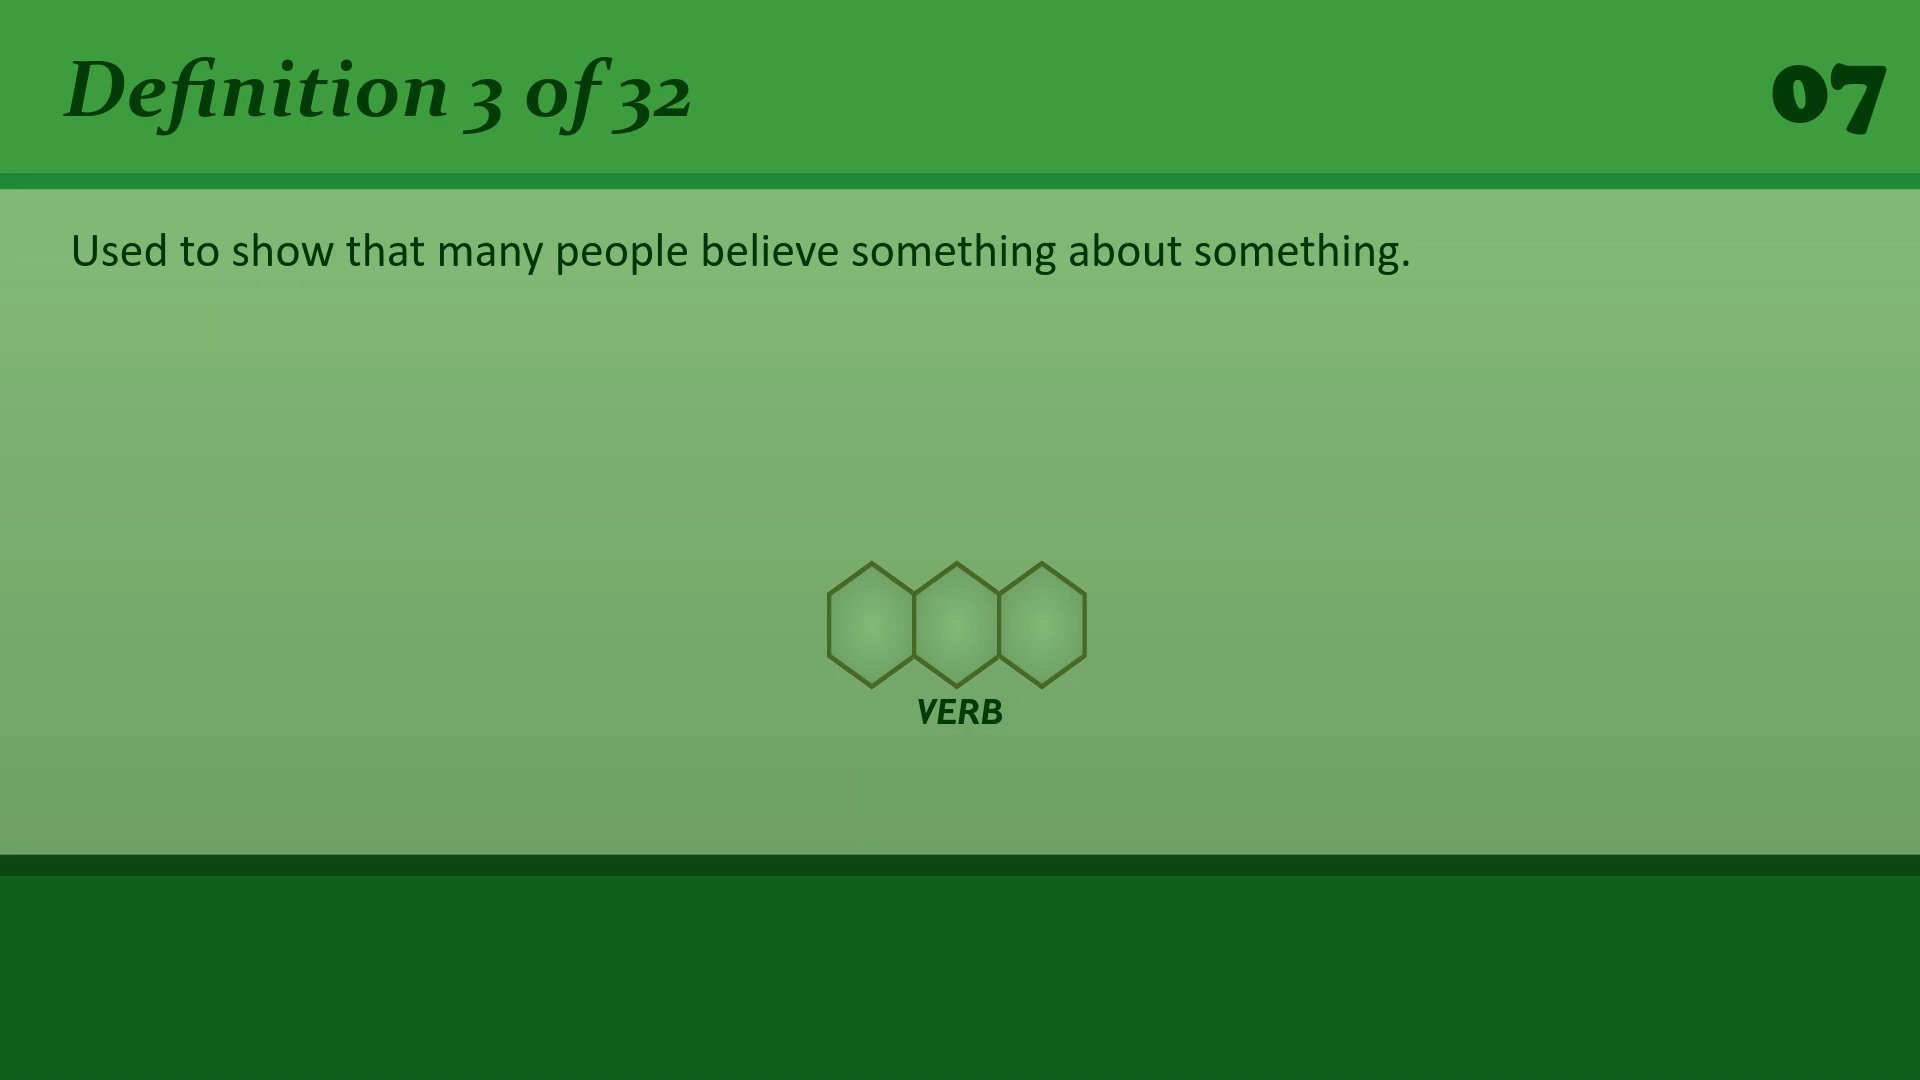 Definition 3 of 32
07
Used to show that many people believe something about something.
VERB